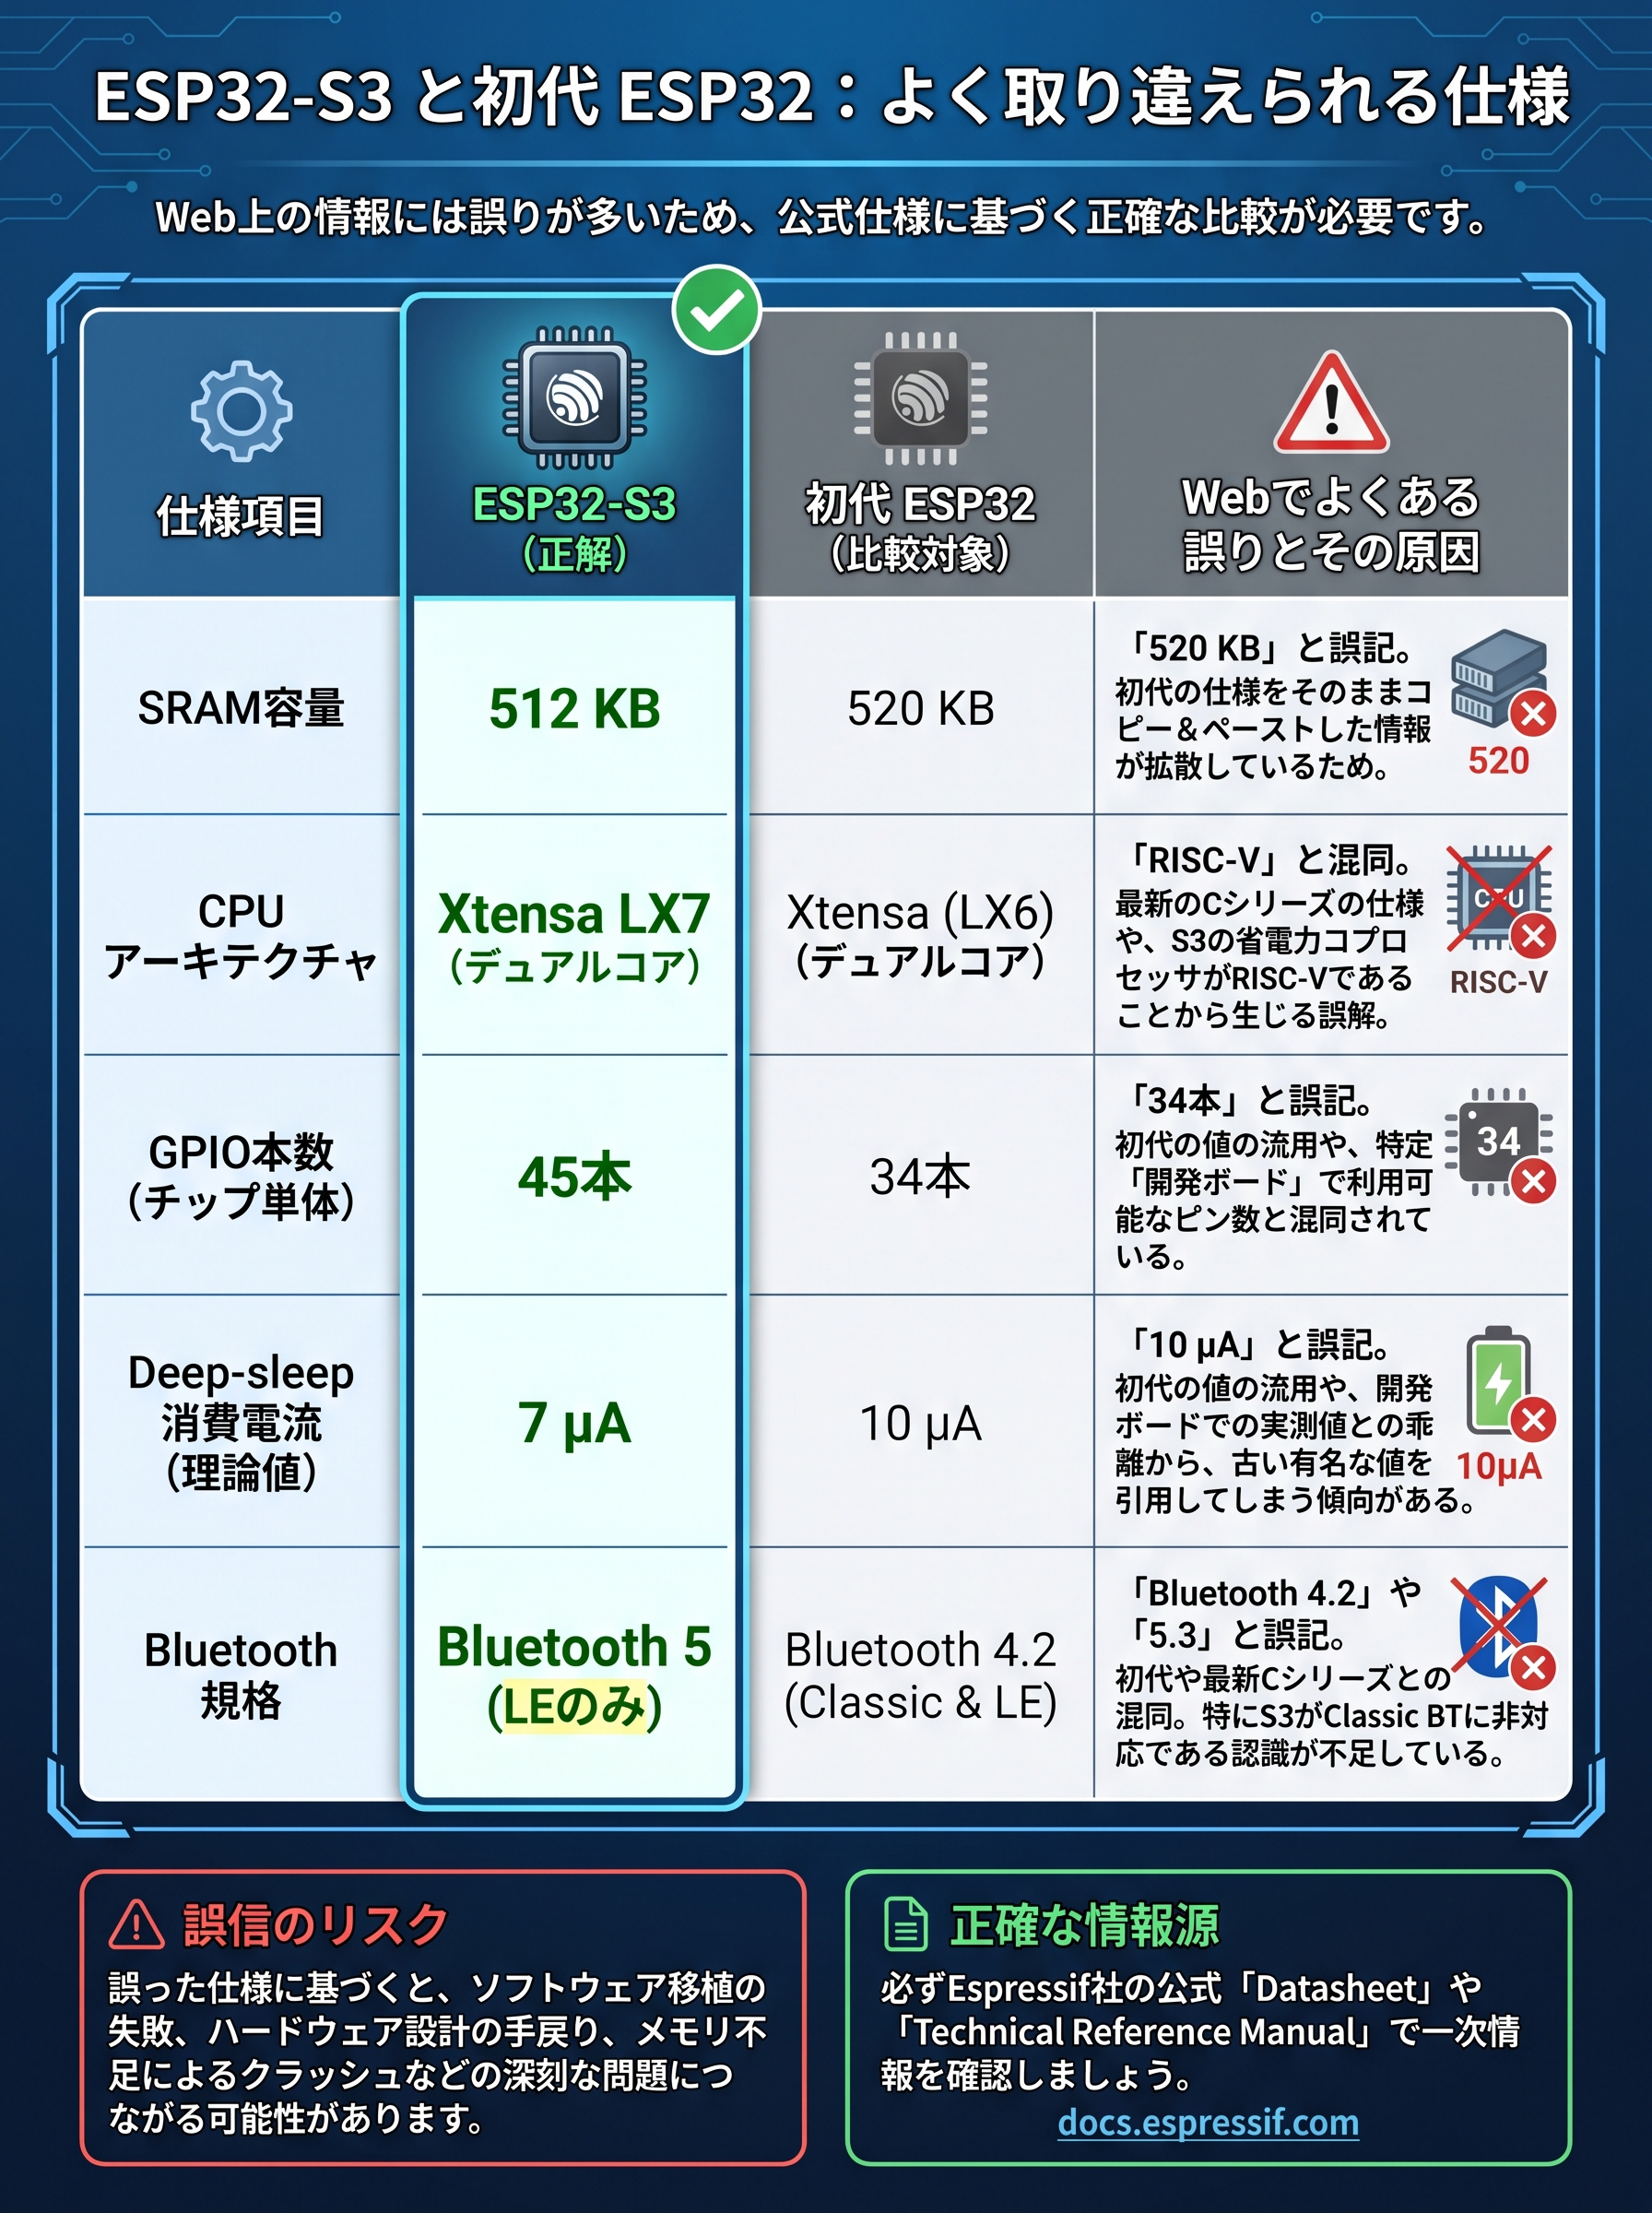 ESP32-S3 と初代 ESP32：よく取り違えられる仕様
Web上の情報には誤りが多いため、公式仕様に基づく正確な比較が必要です。
仕様項目
ESP32-S3
（正解）
初代 ESP32
（比較対象）
Webでよくある
誤りとその原因
SRAM容量
512 KB
520 KB
「520 KB」と誤記。
初代の仕様をそのままコ
ピー＆ペーストした情報
が拡散しているため。
520
CPU
アーキテクチャ
Xtensa LX7
（デュアルコア）
Xtensa (LX6)
（デュアルコア）
「RISC-V」と混同。
最新のCシリーズの仕様
や、S3の省電力コプロ
セッサがRISC-Vである
ことから生じる誤解。
CPU
RISC-V
GPIO本数
（チップ単体）
45本
34本
「34本」と誤記。
初代の値の流用や、特定
「開発ボード」で利用可
能なピン数と混同されて
いる。
34
Deep-sleep
消費電流
（理論値）
7 µA
10 µA
「10 µA」と誤記。
初代の値の流用や、開発
ボードでの実測値との乖
離から、古い有名な値を
引用してしまう傾向がある。
10µA
Bluetooth
規格
Bluetooth 5
(LEのみ)
Bluetooth 4.2
(Classic & LE)
「Bluetooth 4.2」や
「5.3」と誤記。
初代や最新Cシリーズとの
混同。特にS3がClassic BTに非対
応である認識が不足している。
誤信のリスク
誤った仕様に基づくと、ソフトウェア移植の
失敗、ハードウェア設計の手戻り、メモリ不
足によるクラッシュなどの深刻な問題につ
ながる可能性があります。
正確な情報源
必ずEspressif社の公式「Datasheet」や
「Technical Reference Manual」で一次情
報を確認しましょう。
docs.espressif.com